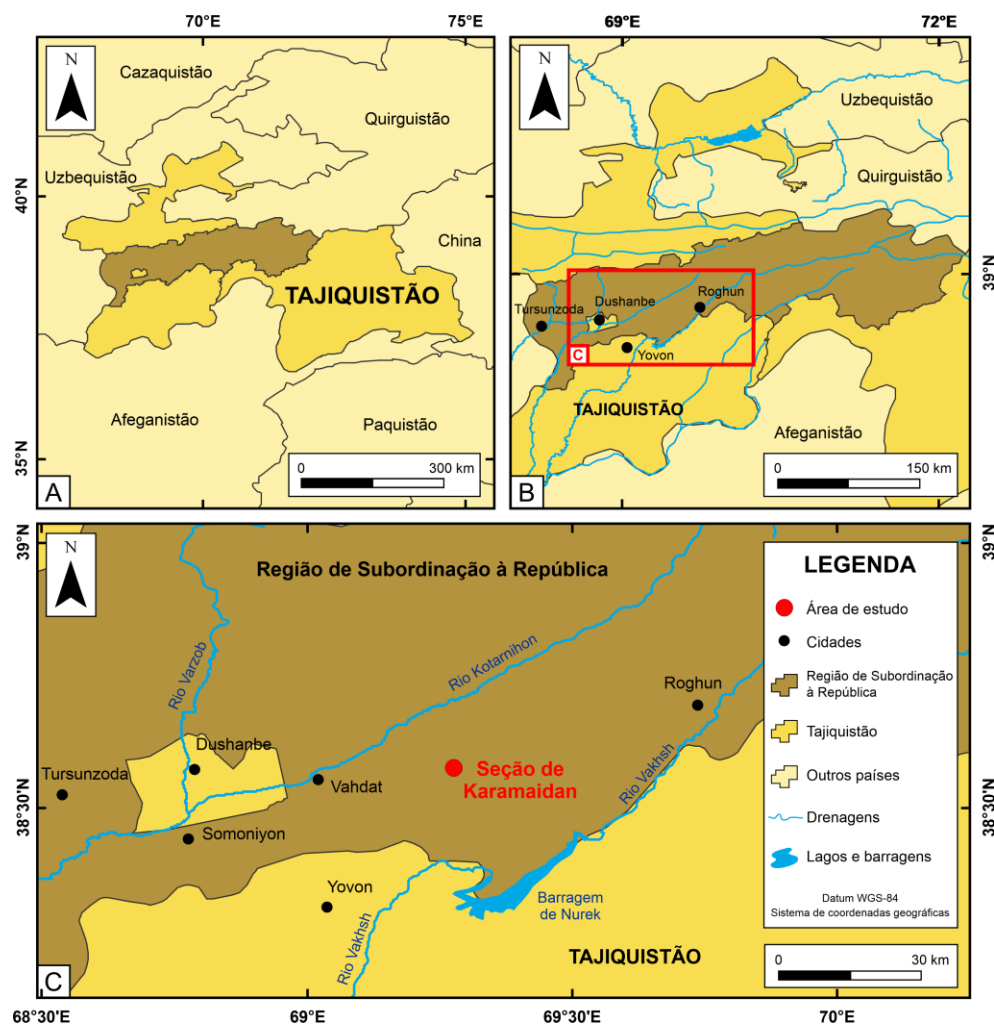 70°E
75°E
40°N
35°N
N
Cazaquistão
Quirguistão
Uzbequistão
China
TAJIQUISTÃO
Afeganistão
Paquistão
0
300 km
A
69°E
72°E
39°N
N
Uzbequistão
Quirguistão
Roghun
Dushanbe
Tursunzoda
C
Yovon
TAJIQUISTÃO
Afeganistão
0
150 km
B
39°N
39°N
N
Região de Subordinação à República
Rio Varzob
Rio Kotarnihon
Roghun
Dushanbe
Tursunzoda
Vahdat
Seção de
Karamaidan
Rio Vakhsh
38°30'N
38°30'N
Somoniyon
Yovon
Barragem
de Nurek
Rio Vakhsh
TAJIQUISTÃO
C
68°30'E
69°E
69°30'E
70°E
LEGENDA
Área de estudo
Cidades
Região de Subordinação
à República
Tajiquistão
Outros países
Drenagens
Lagos e barragens
Datum WGS-84
Sistema de coordenadas geográficas
0
30 km